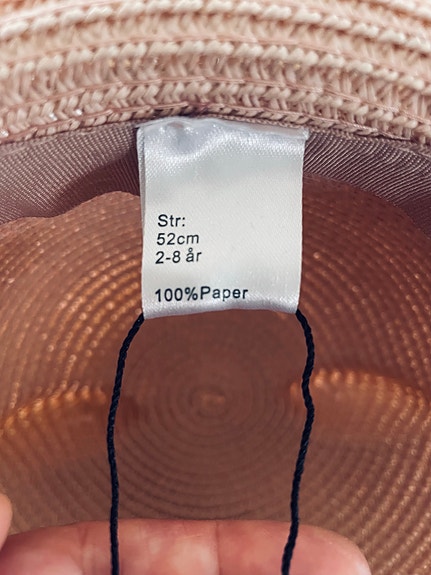 Str:
52cm
2-8 år
100%Paper